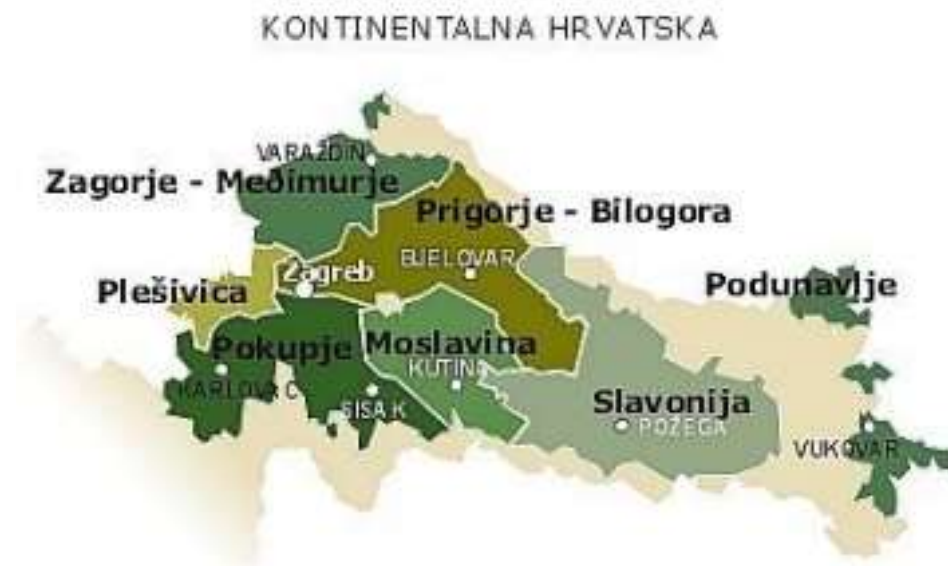 KONTINENTALNA HRVATSKA
VARAŽDIN
Zagorje - Međimurje
Prigorje - Bilogora
Zagreb
BJELOVAR
Plešivica
Podunavlje
Pokupje
Moslavina
KUTINA
KARLOVAC
SISAK
Slavonija
POŽEGA
VUKOVAR